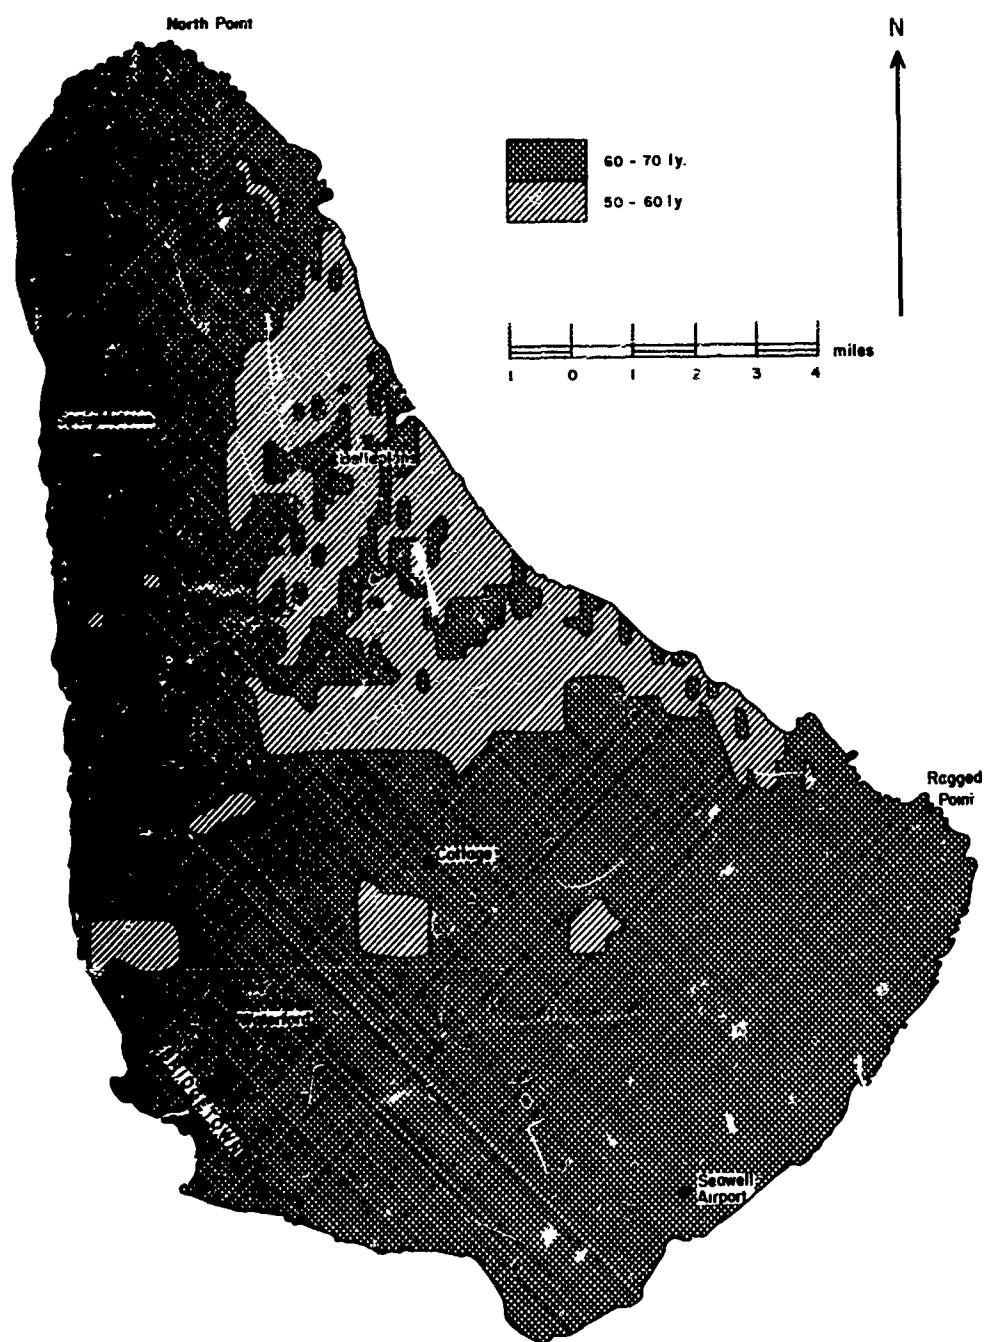 North Point
N
60 - 70 ly.
50 - 60 ly
miles
1 0 1 2 3 4
Ragged
Point
Cottage
Seawell
Airport